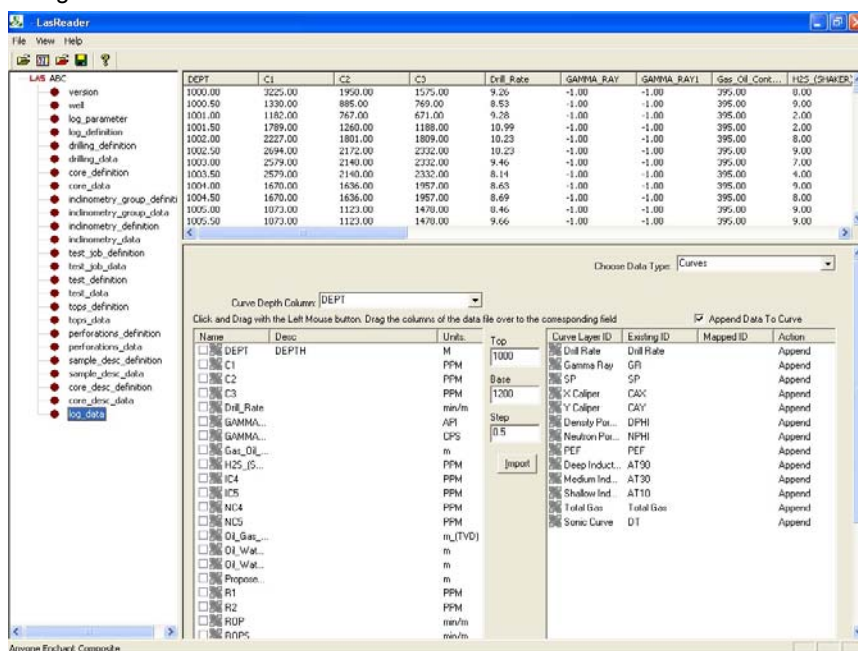 - LasReader
File View Help
LAS ABC
version
well
log_parameter
log_definition
drilling_definition
drilling_data
core_definition
core_data
inclinometry_group_definiti
inclinometry_group_data
inclinometry_definition
inclinometry_data
test_job_definition
test_job_data
test_definition
test_data
tops_definition
tops_data
perforations_definition
perforations_data
sample_desc_definition
sample_desc_data
core_desc_definition
core_desc_data
log_data
DEPT C1 C2 C3 Drill_Rate GAMMA_RAY GAMMA_RAY1 Gas_Oil_Cont... H2S_(SHAKER)
1000.00 3225.00 1950.00 1575.00 9.26 -1.00 -1.00 395.00 8.00
1000.50 1330.00 885.00 769.00 8.53 -1.00 -1.00 395.00 9.00
1001.00 1182.00 767.00 671.00 9.28 -1.00 -1.00 395.00 2.00
1001.50 1789.00 1260.00 1188.00 10.99 -1.00 -1.00 395.00 2.00
1002.00 2227.00 1801.00 1809.00 10.23 -1.00 -1.00 395.00 8.00
1002.50 2694.00 2172.00 2332.00 10.23 -1.00 -1.00 395.00 9.00
1003.00 2579.00 2140.00 2332.00 9.46 -1.00 -1.00 395.00 7.00
1003.50 2579.00 2140.00 2332.00 8.14 -1.00 -1.00 395.00 4.00
1004.00 1670.00 1636.00 1957.00 8.63 -1.00 -1.00 395.00 9.00
1004.50 1670.00 1636.00 1957.00 8.69 -1.00 -1.00 395.00 8.00
1005.00 1073.00 1123.00 1478.00 8.46 -1.00 -1.00 395.00 9.00
1005.50 1073.00 1123.00 1478.00 9.66 -1.00 -1.00 395.00 9.00
Choose Data Type: Curves
Curve Depth Column: DEPT
Click and Drag with the Left Mouse button. Drag the columns of the data file over to the corresponding field
Append Data To Curve
Name Desc Units.
DEPT DEPTH M
C1 PPM
C2 PPM
C3 PPM
Drill_Rate min/m
GAMMA... API
GAMMA... CPS
Gas_Oil_... m
H2S_(S... PPM
IC4 PPM
IC5 PPM
NC4 PPM
NC5 PPM
Oil_Gas_... m_(TVD)
Oil_Wat... m
Oil_Wat... m
Propose... m
R1 PPM
R2 PPM
ROP min/m
ROPS min/m
Top
1000
Base
1200
Step
0.5
Import
Curve Layer ID Existing ID Mapped ID Action
Drill Rate Drill Rate Append
Gamma Ray GR Append
SP SP Append
X Caliper CAX Append
Y Caliper CAY Append
Density Por... DPHI Append
Neutron Por... NPHI Append
PEF PEF Append
Deep Induct... AT90 Append
Medium Ind... AT30 Append
Shallow Ind... AT10 Append
Total Gas Total Gas Append
Sonic Curve DT Append
Anyone Enchant Composite